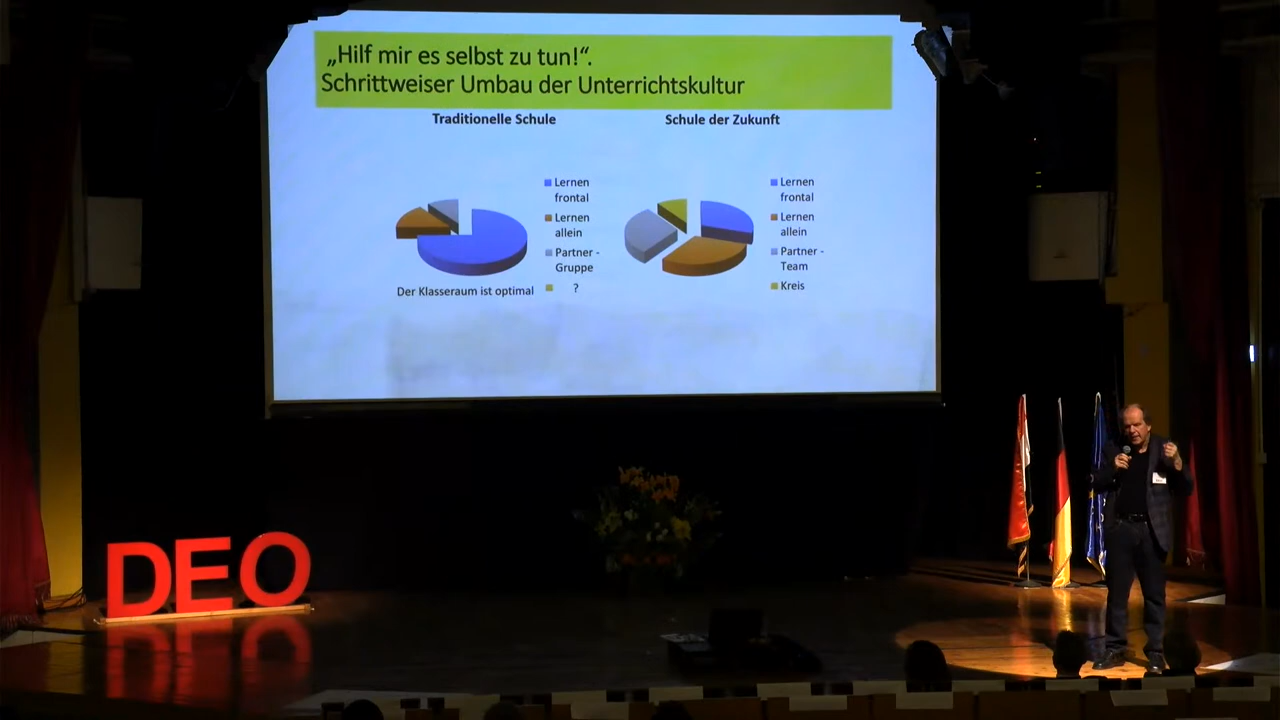 „Hilf mir es selbst zu tun!“.
Schrittweiser Umbau der Unterrichtskultur
Traditionelle Schule
Lernen
frontal
Lernen
allein
Partner -
Gruppe
?
Der Klasseraum ist optimal
Schule der Zukunft
Lernen
frontal
Lernen
allein
Partner -
Team
Kreis
DEO